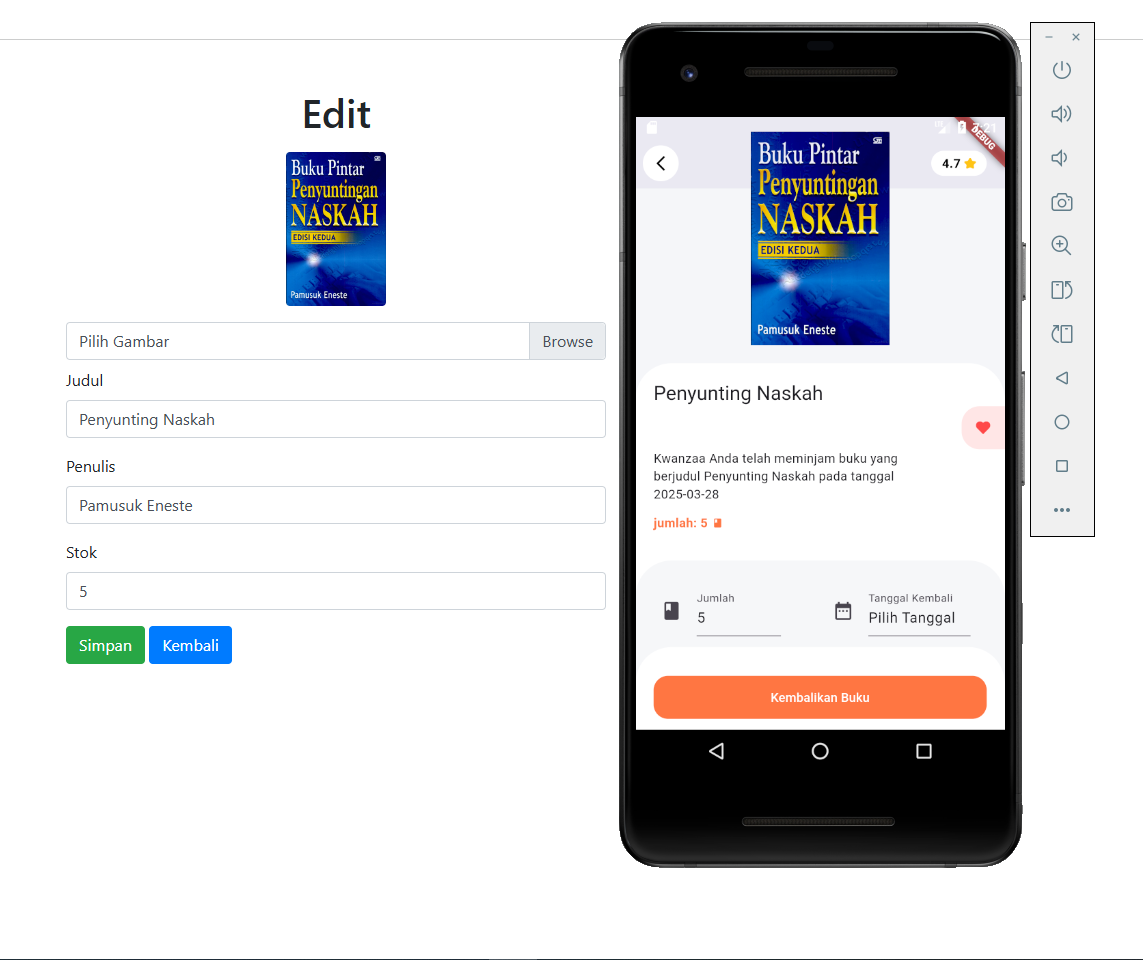 Edit
Buku Pintar
Penyuntingan
NASKAH
EDISI KEDUA
Pamusuk Eneste
Pilih Gambar
Browse
Judul
Penyunting Naskah
Penulis
Pamusuk Eneste
Stok
5
Simpan
Kembali
7:21
DEBUG
4.7
Buku Pintar
Penyuntingan
NASKAH
EDISI KEDUA
Pamusuk Eneste
Penyunting Naskah
Kwanzaa Anda telah meminjam buku yang
berjudul Penyunting Naskah pada tanggal
2025-03-28
jumlah: 5
Jumlah
5
Tanggal Kembali
Pilih Tanggal
Kembalikan Buku